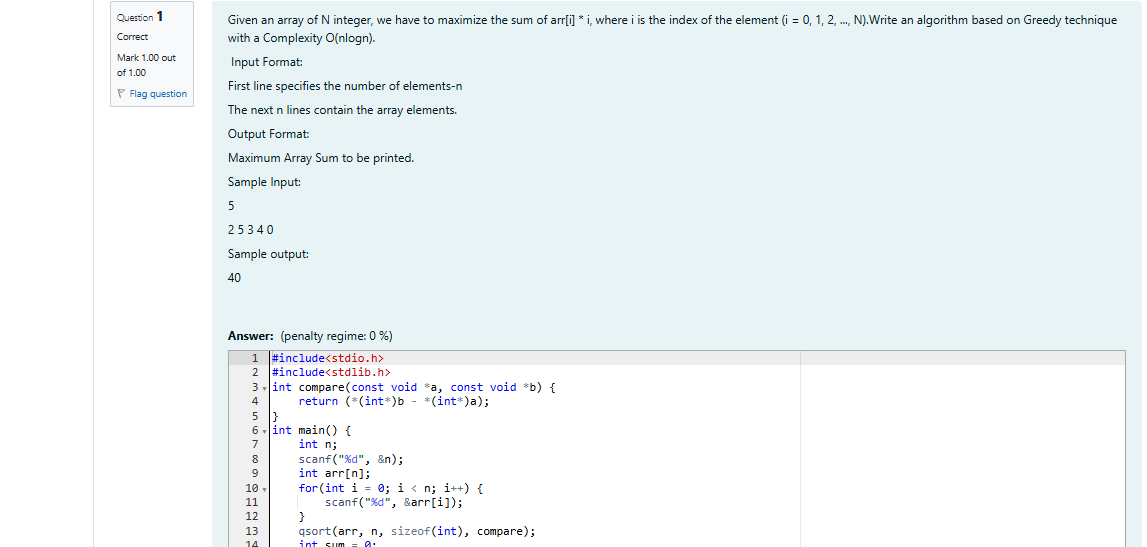 Question 1
Correct
Mark 1.00 out
of 1.00
Flag question
Given an array of N integer, we have to maximize the sum of arr[i] * i, where i is the index of the element (i = 0, 1, 2, ..., N).Write an algorithm based on Greedy technique
with a Complexity O(nlogn).
Input Format:
First line specifies the number of elements-n
The next n lines contain the array elements.
Output Format:
Maximum Array Sum to be printed.
Sample Input:
5
2 5 3 4 0
Sample output:
40
Answer: (penalty regime: 0 %)
1 #include<stdio.h>
2 #include<stdlib.h>
3 int compare(const void *a, const void *b) {
4 return (*(int*)b - *(int*)a);
5 }
6 int main() {
7 int n;
8 scanf("%d", &n);
9 int arr[n];
10 for(int i = 0; i < n; i++) {
11 scanf("%d", &arr[i]);
12 }
13 qsort(arr, n, sizeof(int), compare);
14 int sum = 0;